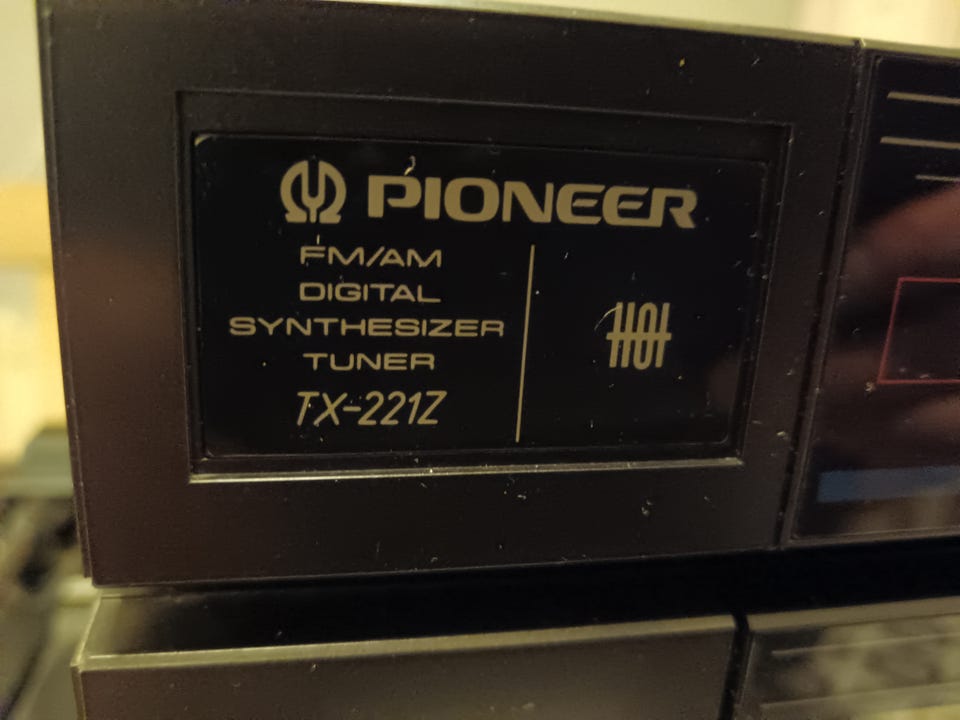 PIONEER
FM/AM
DIGITAL
SYNTHESIZER
TUNER
TX-221Z